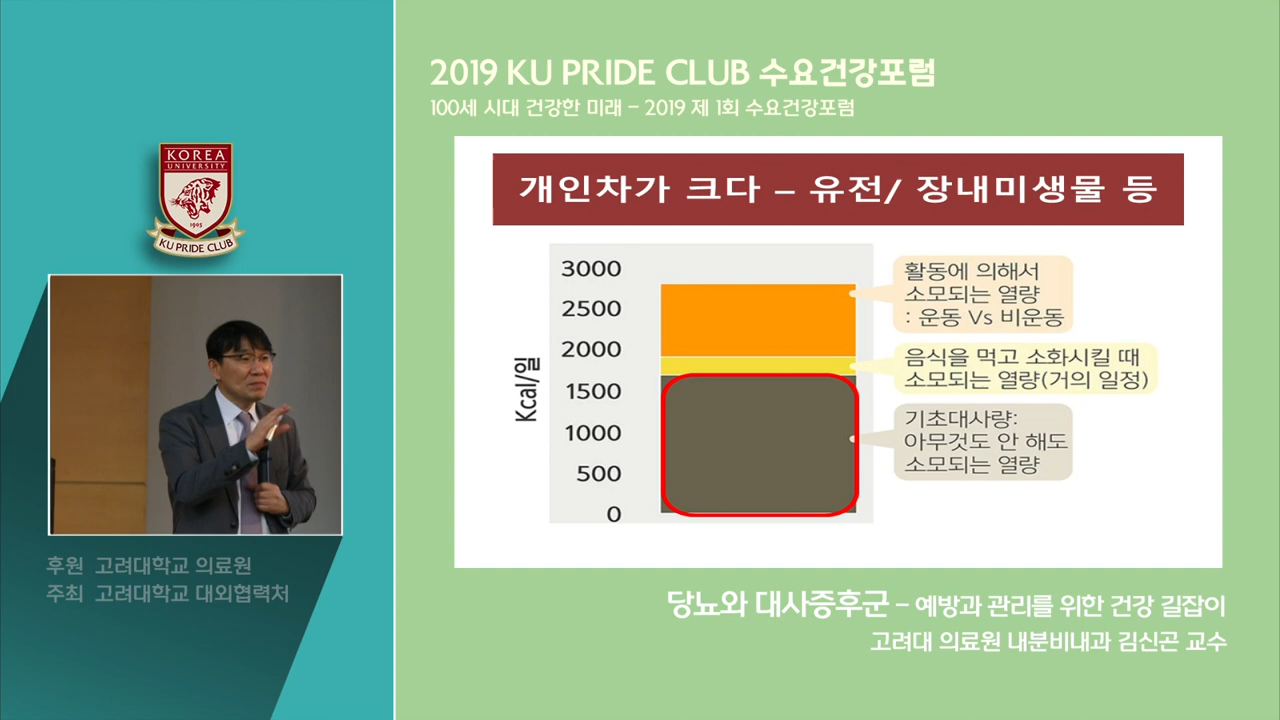 2019 KU PRIDE CLUB 수요건강포럼
100세 시대 건강한 미래 – 2019 제 1회 수요건강포럼
KOREA
UNIVERSITY
1905
KU PRIDE CLUB
개인차가 크다 – 유전/ 장내미생물 등
Kcal/일
3000
2500
2000
1500
1000
500
0
활동에 의해서
소모되는 열량
: 운동 Vs 비운동
음식을 먹고 소화시킬 때
소모되는 열량(거의 일정)
기초대사량:
아무것도 안 해도
소모되는 열량
후원 고려대학교 의료원
주최 고려대학교 대외협력처
당뇨와 대사증후군 – 예방과 관리를 위한 건강 길잡이
고려대 의료원 내분비내과 김신곤 교수